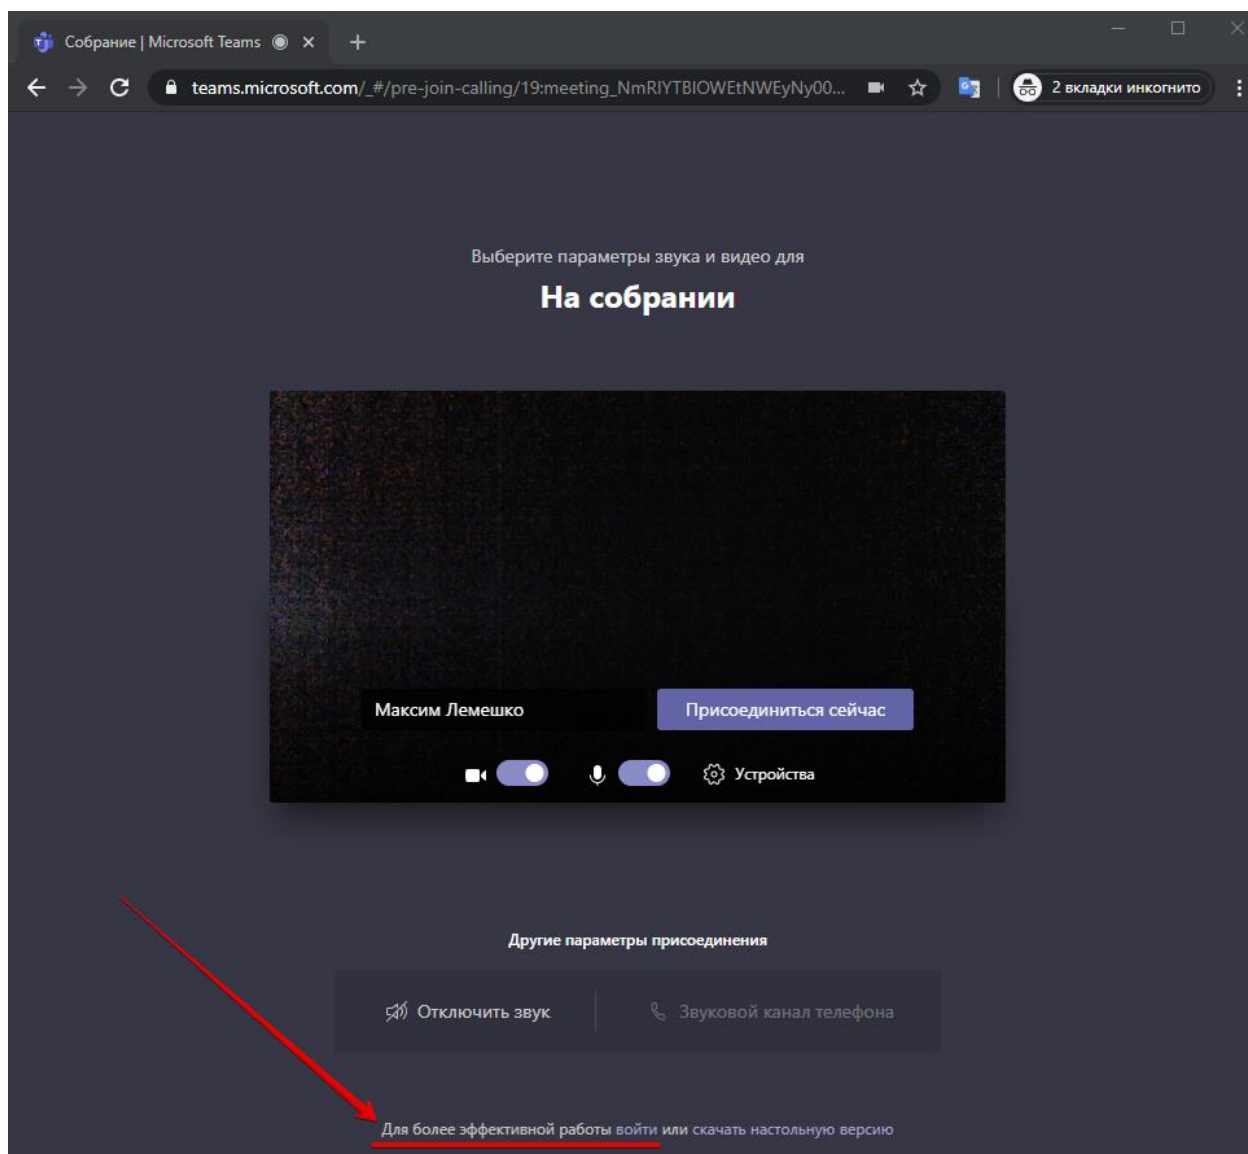 Собрание | Microsoft Teams
teams.microsoft.com/_#/pre-join-calling/19:meeting_NmRlYTBlOWEtNWEyNy00...
2 вкладки инкогнито
Выберите параметры звука и видео для
На собрании
Максим Лемешко
Присоединиться сейчас
Устройства
Другие параметры присоединения
Отключить звук
Звуковой канал телефона
Для более эффективной работы войти или скачать настольную версию